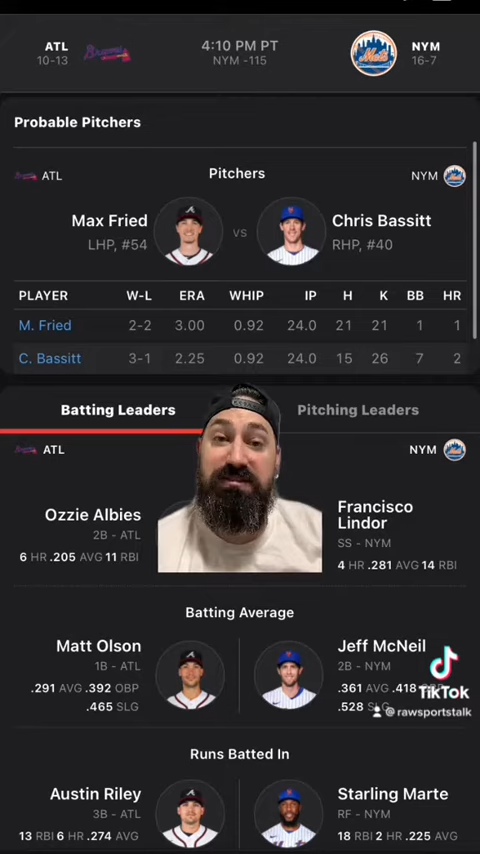 ATL
10-13
Braves
4:10 PM PT
NYM -115
Mets
NYM
16-7
Probable Pitchers
ATL
Pitchers
NYM
Max Fried
LHP, #54
VS
Chris Bassitt
RHP, #40
PLAYER W-L ERA WHIP IP H K BB HR
M. Fried 2-2 3.00 0.92 24.0 21 21 1 1
C. Bassitt 3-1 2.25 0.92 24.0 15 26 7 2
Batting Leaders
Pitching Leaders
ATL
NYM
Ozzie Albies
2B - ATL
6 HR .205 AVG 11 RBI
Francisco
Lindor
SS - NYM
4 HR .281 AVG 14 RBI
Batting Average
Matt Olson
1B - ATL
.291 AVG .392 OBP
.465 SLG
Jeff McNeil
2B - NYM
.361 AVG .418
.528 SLG
TikTok
@rawsportstalk
Runs Batted In
Austin Riley
3B - ATL
13 RBI 6 HR .274 AVG
Starling Marte
RF - NYM
18 RBI 2 HR .225 AVG